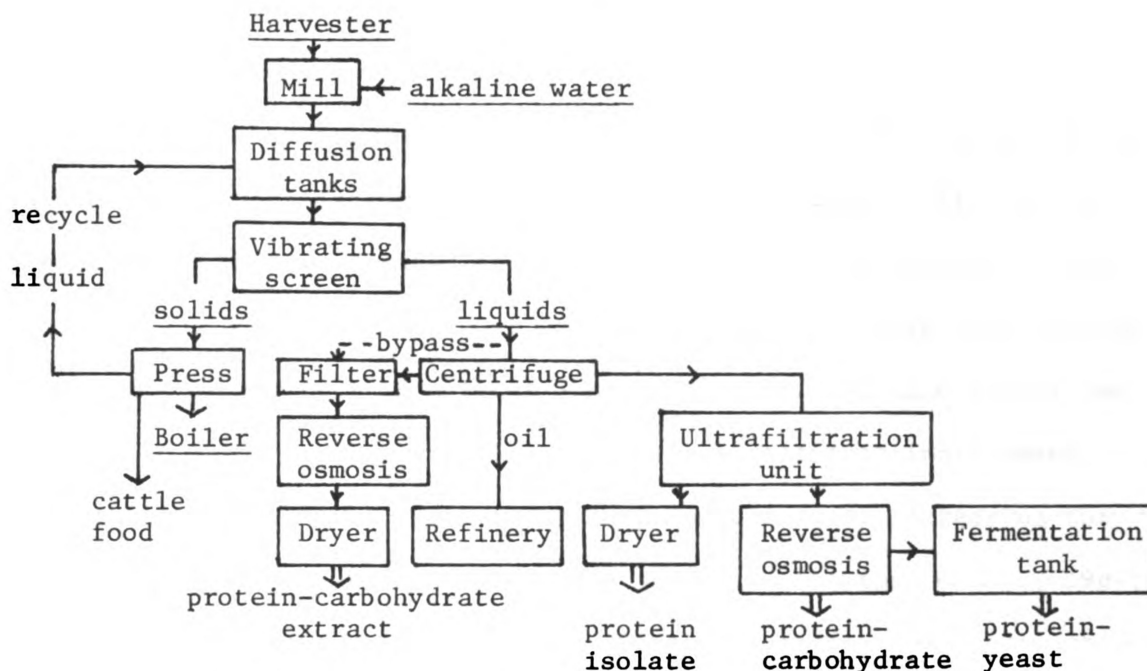 Harvester
Mill
alkaline water
Diffusion
tanks
recycle
liquid
Vibrating
screen
solids
liquids
bypass
Press
Filter
Centrifuge
Boiler
Reverse
osmosis
oil
Ultrafiltration
unit
cattle
food
Dryer
Refinery
Dryer
Reverse
osmosis
Fermentation
tank
protein-carbohydrate
extract
protein
isolate
protein-
carbohydrate
protein-
yeast